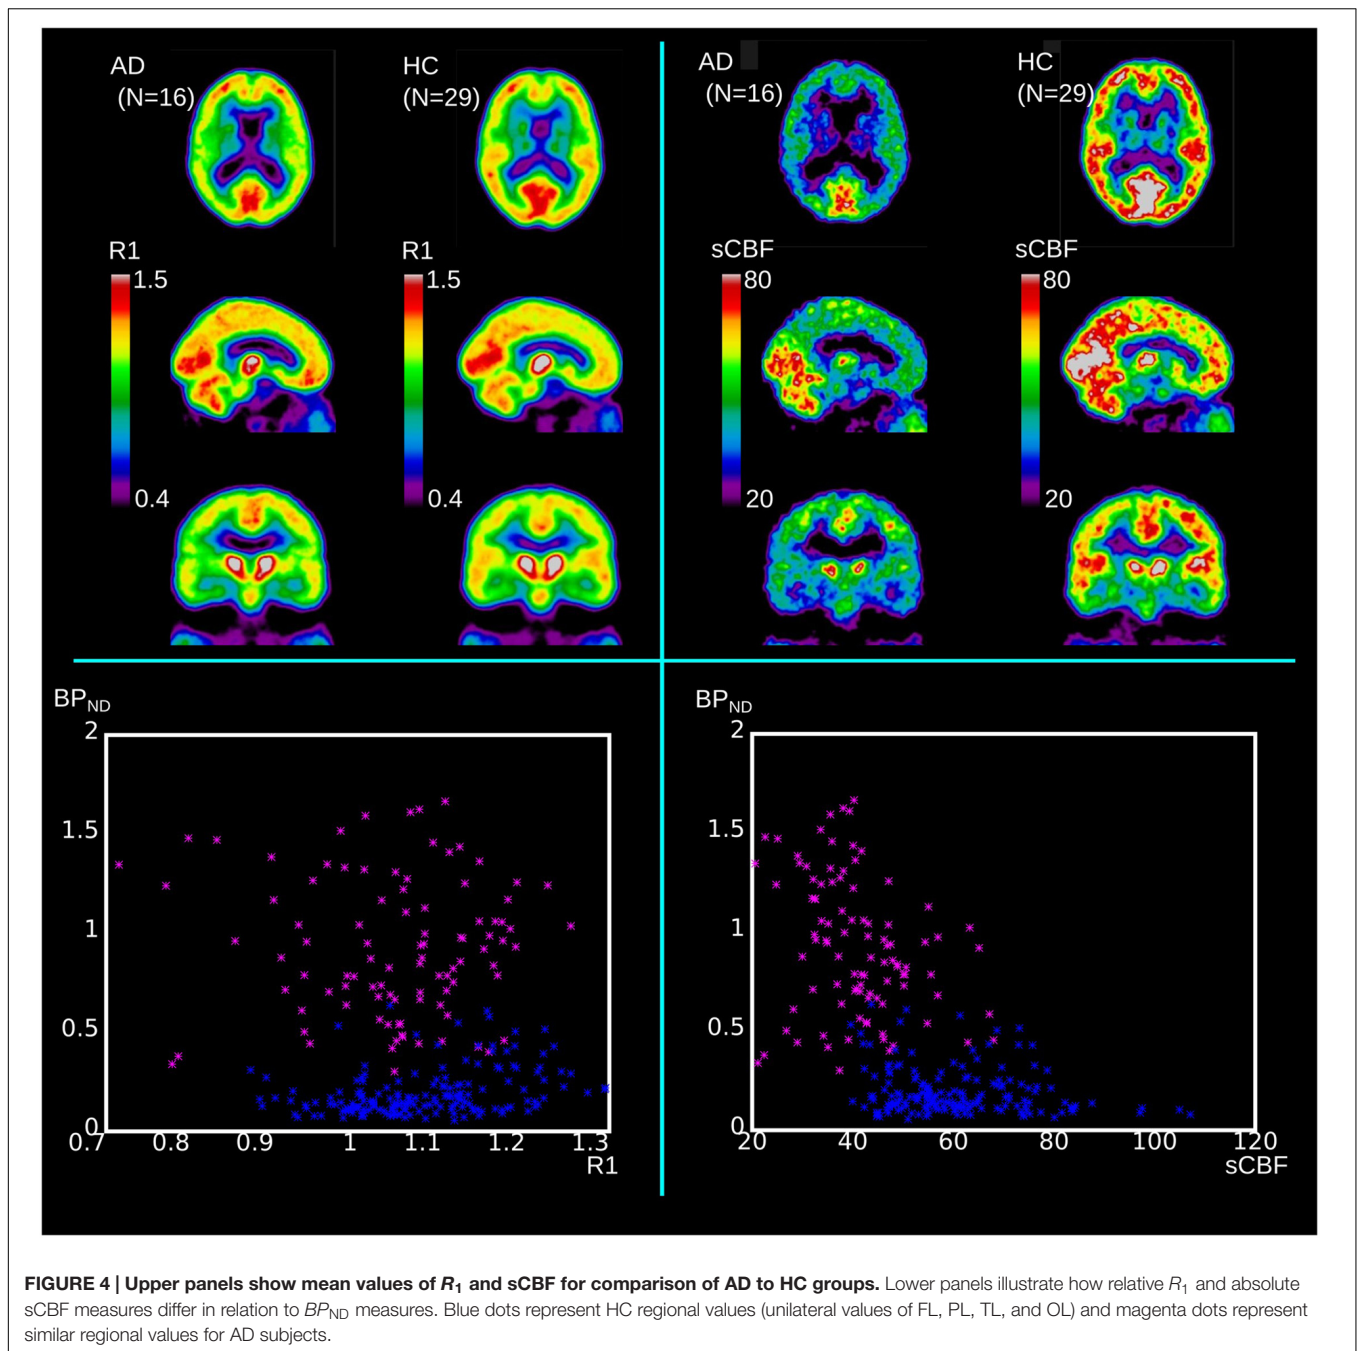 AD
(N=16)
HC
(N=29)
AD
(N=16)
HC
(N=29)
R1
1.5
0.4
R1
1.5
0.4
sCBF
80
20
sCBF
80
20
BPND
2
1.5
1
0.5
0
0.7 0.8 0.9 1 1.1 1.2 1.3
R1
BPND
2
1.5
1
0.5
0
20 40 60 80 100 120
sCBF
FIGURE 4 | Upper panels show mean values of R1 and sCBF for comparison of AD to HC groups. Lower panels illustrate how relative R1 and absolute
sCBF measures differ in relation to BPND measures. Blue dots represent HC regional values (unilateral values of FL, PL, TL, and OL) and magenta dots represent
similar regional values for AD subjects.